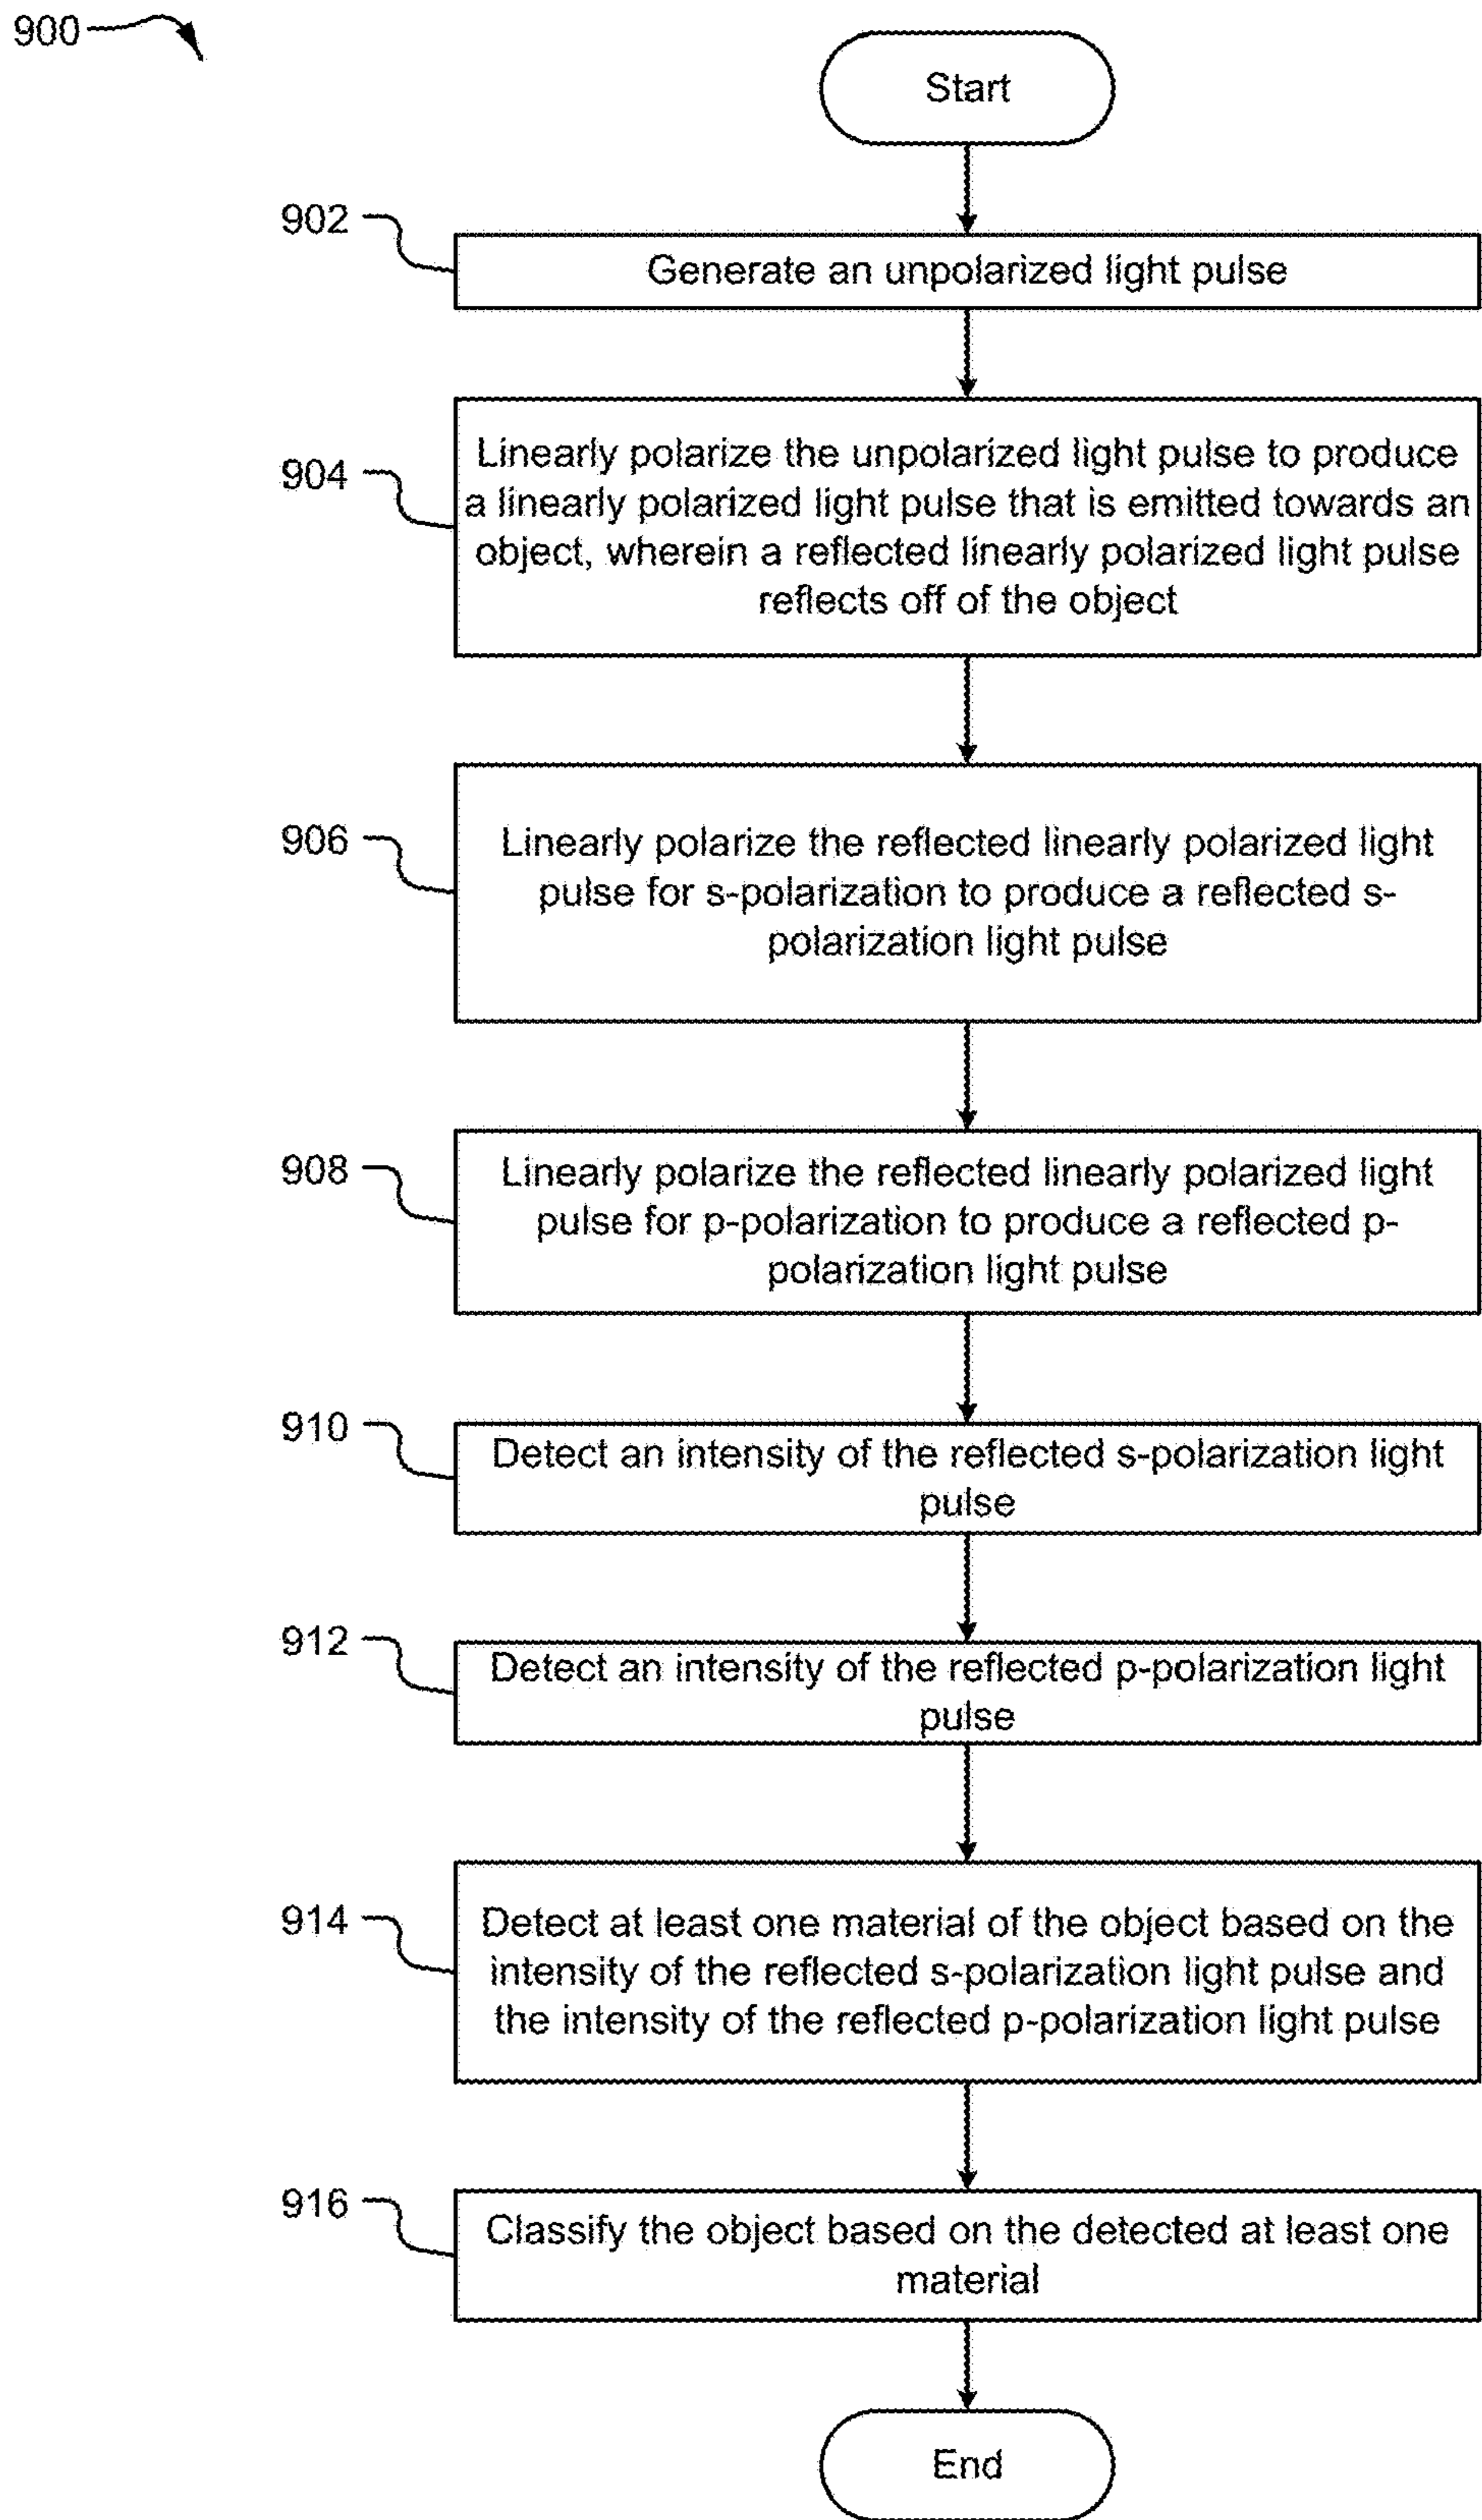 900
Start
902
Generate an unpolarized light pulse
904
Linearly polarize the unpolarized light pulse to produce
a linearly polarized light pulse that is emitted towards an
object, wherein a reflected linearly polarized light pulse
reflects off of the object
906
Linearly polarize the reflected linearly polarized light
pulse for s-polarization to produce a reflected s-
polarization light pulse
908
Linearly polarize the reflected linearly polarized light
pulse for p-polarization to produce a reflected p-
polarization light pulse
910
Detect an intensity of the reflected s-polarization light
pulse
912
Detect an intensity of the reflected p-polarization light
pulse
914
Detect at least one material of the object based on the
intensity of the reflected s-polarization light pulse and
the intensity of the reflected p-polarization light pulse
916
Classify the object based on the detected at least one
material
End